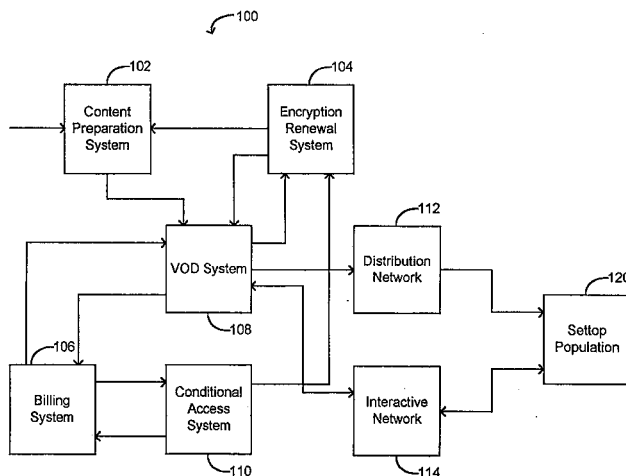 100
102
Content
Preparation
System
104
Encryption
Renewal
System
VOD System
108
112
Distribution
Network
120
Settop
Population
106
Billing
System
Conditional
Access
System
110
Interactive
Network
114